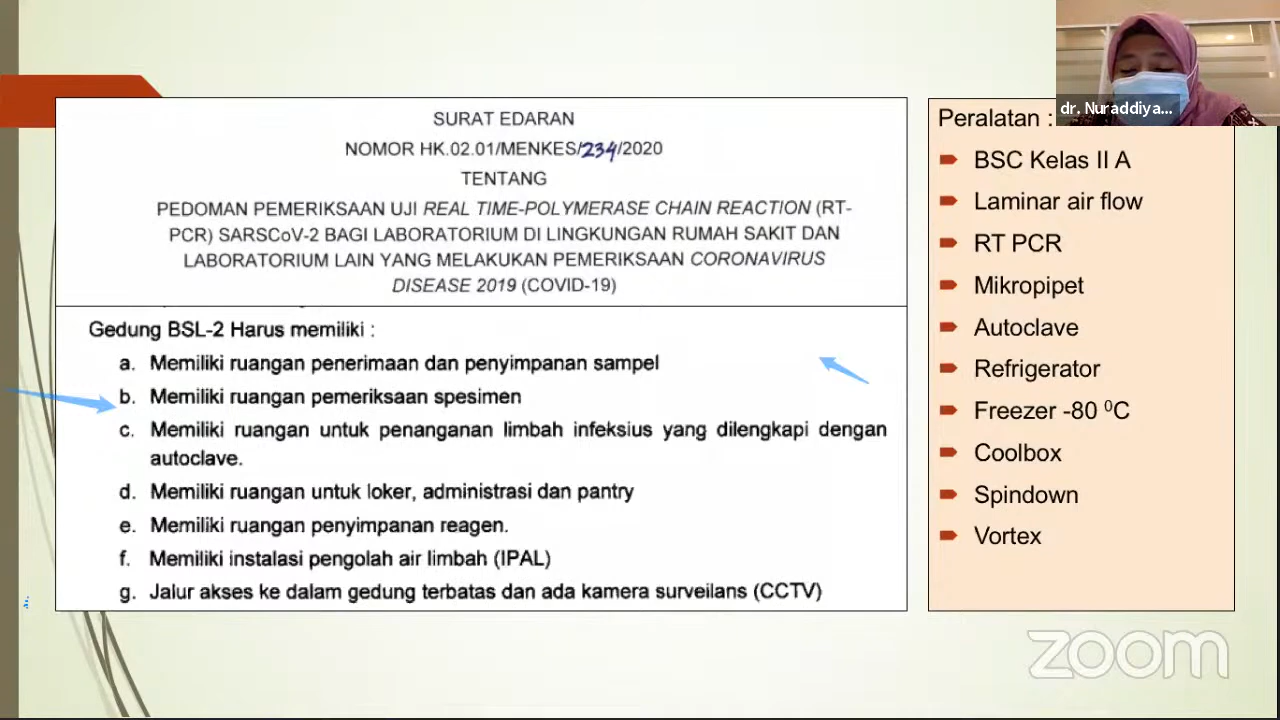 SURAT EDARAN
NOMOR HK.02.01/MENKES/234/2020
TENTANG
PEDOMAN PEMERIKSAAN UJI REAL TIME-POLYMERASE CHAIN REACTION (RT-
PCR) SARSCoV-2 BAGI LABORATORIUM DI LINGKUNGAN RUMAH SAKIT DAN
LABORATORIUM LAIN YANG MELAKUKAN PEMERIKSAAN CORONAVIRUS
DISEASE 2019 (COVID-19)
Gedung BSL-2 Harus memiliki :
a. Memiliki ruangan penerimaan dan penyimpanan sampel
b. Memiliki ruangan pemeriksaan spesimen
c. Memiliki ruangan untuk penanganan limbah infeksius yang dilengkapi dengan
autoclave.
d. Memiliki ruangan untuk loker, administrasi dan pantry
e. Memiliki ruangan penyimpanan reagen.
f. Memiliki instalasi pengolah air limbah (IPAL)
g. Jalur akses ke dalam gedung terbatas dan ada kamera surveilans (CCTV)
Peralatan :
BSC Kelas II A
Laminar air flow
RT PCR
Mikropipet
Autoclave
Refrigerator
Freezer -80 ⁰C
Coolbox
Spindown
Vortex
dr. Nuraddiya...
zoom